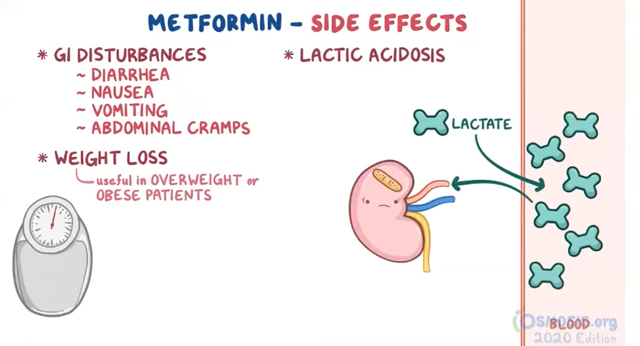 METFORMIN - SIDE EFFECTS
* GI DISTURBANCES
~ DIARRHEA
~ NAUSEA
~ VOMITING
~ ABDOMINAL CRAMPS
* WEIGHT LOSS
useful in OVERWEIGHT or
OBESE PATIENTS
* LACTIC ACIDOSIS
LACTATE
BLOOD
OSMOSIS.org
2020 Edition